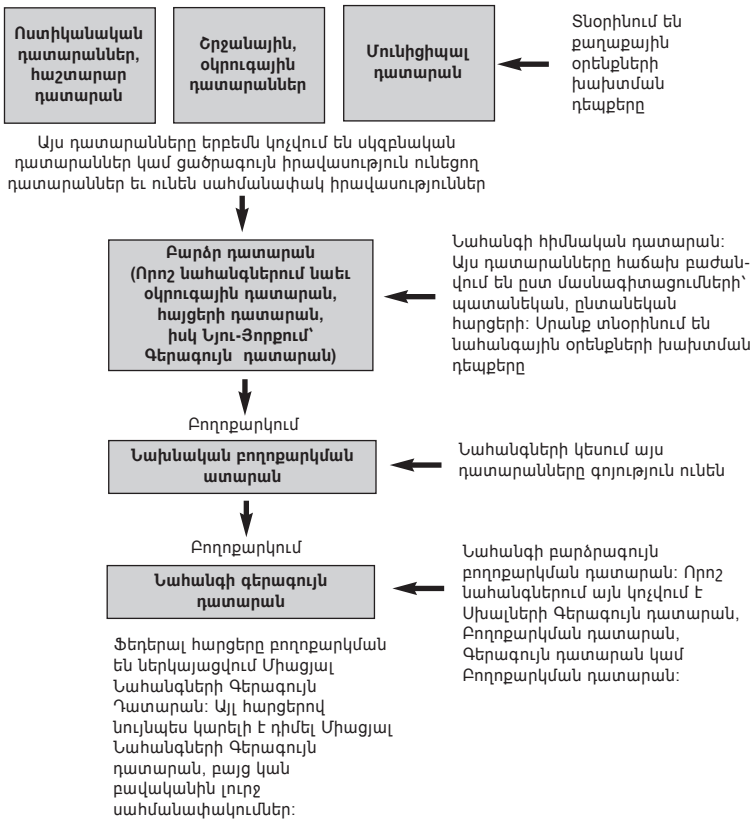 Ոստիկանական
դատարաններ,
հաշտարար
դատարան
Շրջանային,
օկրուգային
դատարաններ
Մունիցիպալ
դատարան
Տնօրինում են
քաղաքային
օրենքների
խախտման
դեպքերը
Այս դատարանները երբեմն կոչվում են սկզբնական
դատարաններ կամ ցածրագույն իրավասություն ունեցող
դատարաններ եւ ունեն սահմանափակ իրավասություններ
Բարձր դատարան
(Որոշ նահանգներում նաեւ
օկրուգային դատարան,
հայցերի դատարան,
իսկ Նյու-Յորքում՝
Գերագույն դատարան)
Նահանգի հիմնական դատարան:
Այս դատարանները հաճախ բաժան-
վում են ըստ մասնագիտացումների՝
պատանեկան, ընտանեկան
հարցերի: Սրանք տնօրինում են
նահանգային օրենքների խախտման
դեպքերը
Բողոքարկում
Նախնական բողոքարկման
ատարան
Նահանգների կեսում այս
դատարանները գոյություն ունեն
Բողոքարկում
Նահանգի գերագույն
դատարան
Նահանգի բարձրագույն
բողոքարկման դատարան: Որոշ
նահանգներում այն կոչվում է
Սխալների Գերագույն դատարան,
Բողոքարկման դատարան,
Գերագույն դատարան կամ
Բողոքարկման դատարան:
Ֆեդերալ հարցերը բողոքարկման
են ներկայացվում Միացյալ
Նահանգների Գերագույն
Դատարան: Այլ հարցերով
նույնպես կարելի է դիմել Միացյալ
Նահանգների Գերագույն
դատարան, բայց կան
բավականին լուրջ
սահմանափակումներ: